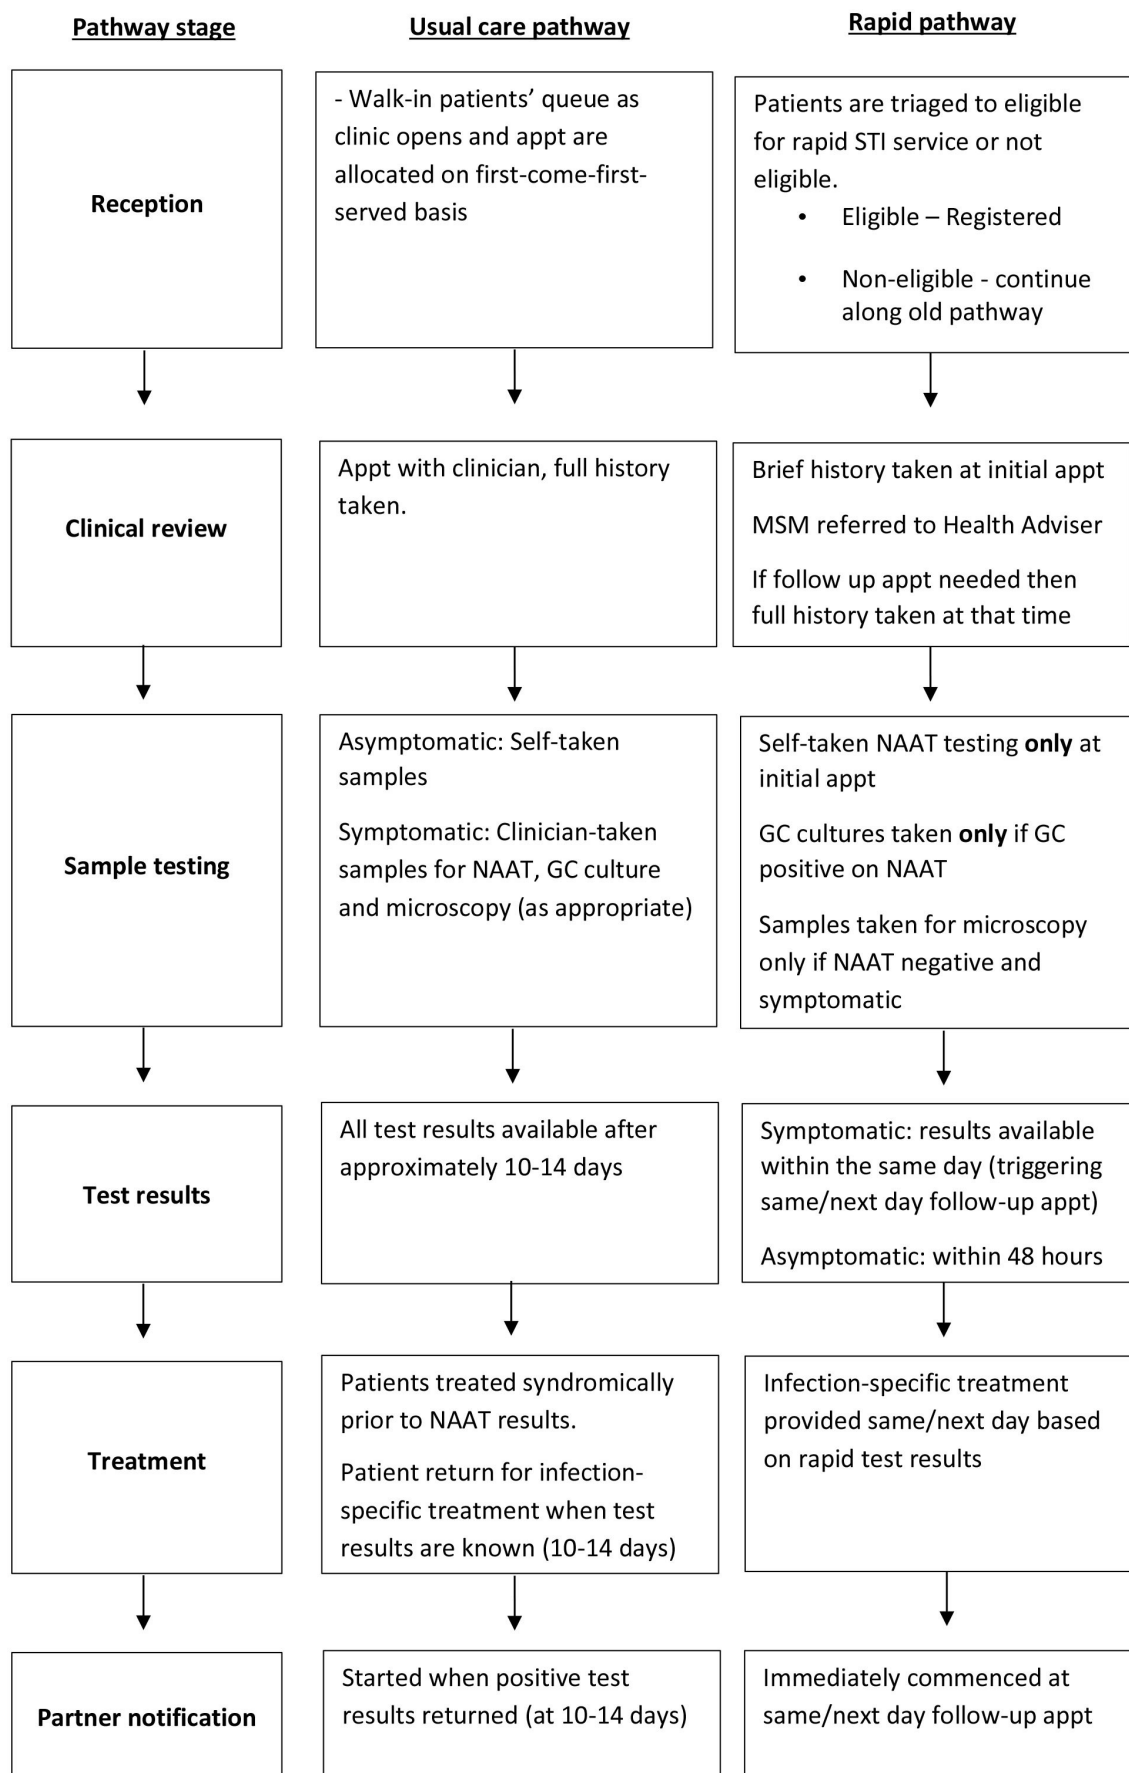 Pathway stage
Usual care pathway
Rapid pathway
Reception
- Walk-in patients’ queue as
clinic opens and appt are
allocated on first-come-first-
served basis
Patients are triaged to eligible
for rapid STI service or not
eligible.
• Eligible – Registered
• Non-eligible - continue
along old pathway
Clinical review
Appt with clinician, full history
taken.
Brief history taken at initial appt
MSM referred to Health Adviser
If follow up appt needed then
full history taken at that time
Sample testing
Asymptomatic: Self-taken
samples
Symptomatic: Clinician-taken
samples for NAAT, GC culture
and microscopy (as appropriate)
Self-taken NAAT testing only at
initial appt
GC cultures taken only if GC
positive on NAAT
Samples taken for microscopy
only if NAAT negative and
symptomatic
Test results
All test results available after
approximately 10-14 days
Symptomatic: results available
within the same day (triggering
same/next day follow-up appt)
Asymptomatic: within 48 hours
Treatment
Patients treated syndromically
prior to NAAT results.
Patient return for infection-
specific treatment when test
results are known (10-14 days)
Infection-specific treatment
provided same/next day based
on rapid test results
Partner notification
Started when positive test
results returned (at 10-14 days)
Immediately commenced at
same/next day follow-up appt